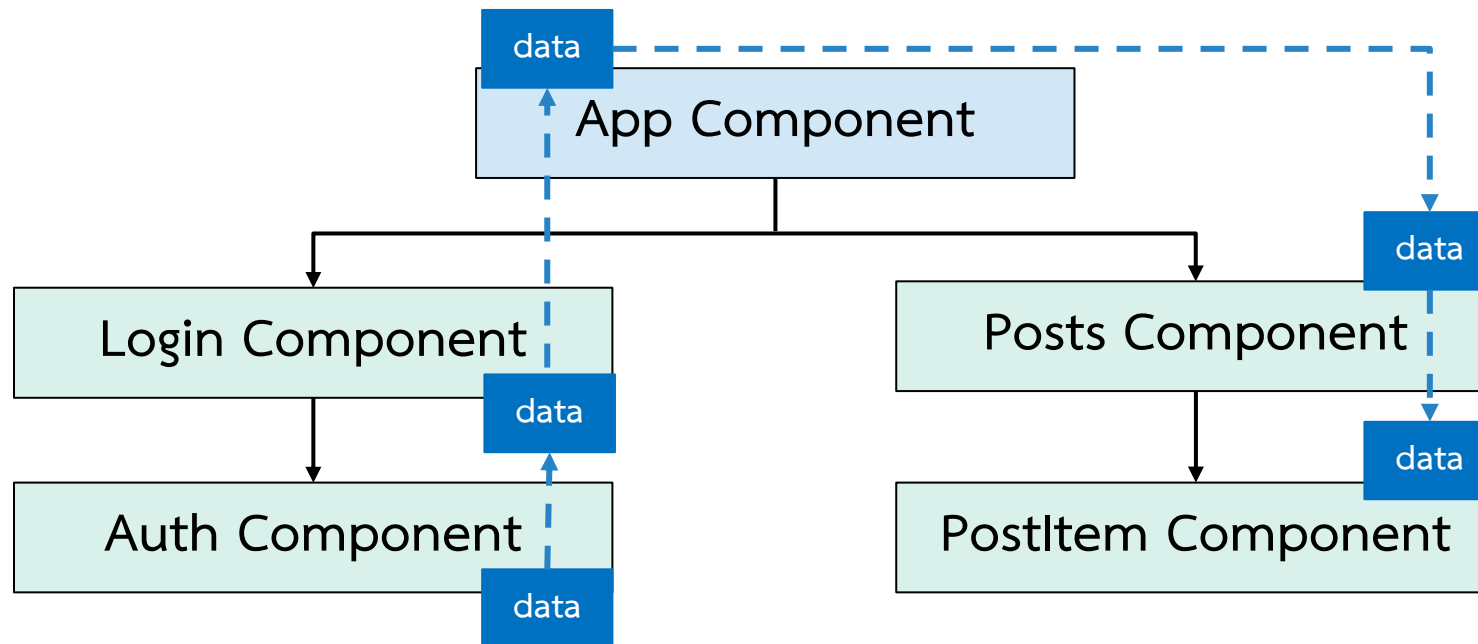 data
App Component
data
Login Component
Posts Component
data
data
Auth Component
PostItem Component
data